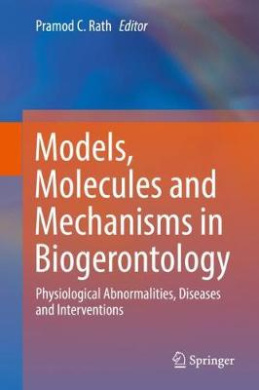 Pramod C. Rath Editor
Models,
Molecules and
Mechanisms in
Biogerontology
Physiological Abnormalities, Diseases
and Interventions
Springer